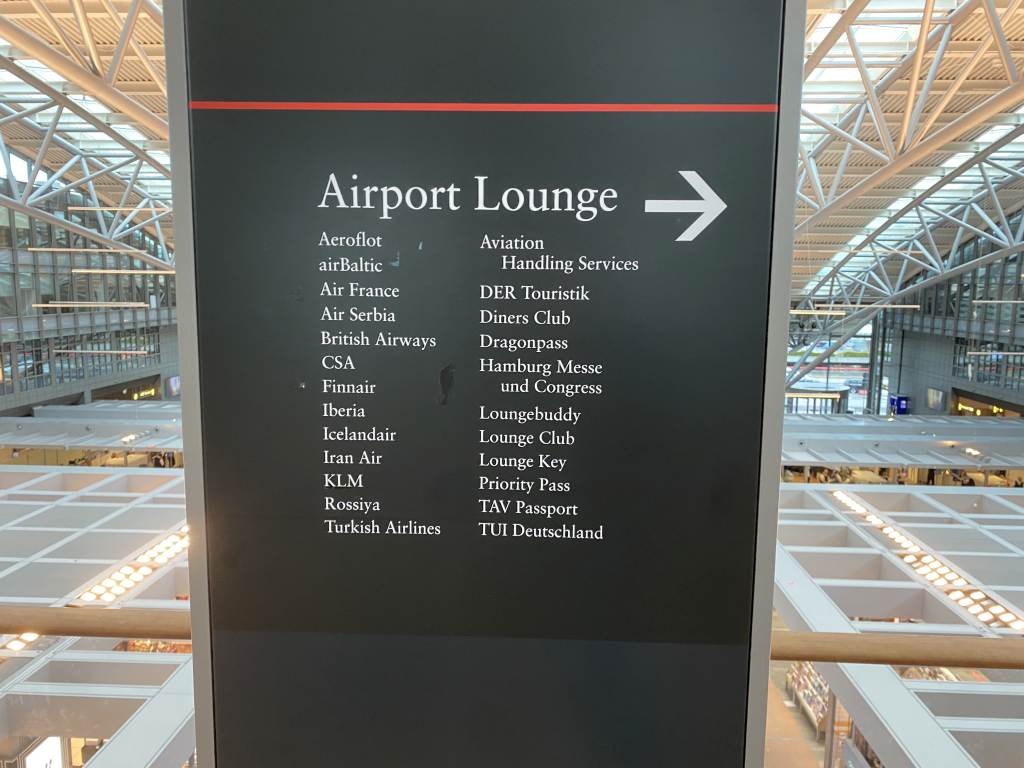 Airport Lounge
Aeroflot
airBaltic
Air France
Air Serbia
British Airways
CSA
Finnair
Iberia
Icelandair
Iran Air
KLM
Rossiya
Turkish Airlines
Aviation
Handling Services
DER Touristik
Diners Club
Dragonpass
Hamburg Messe
und Congress
Loungebuddy
Lounge Club
Lounge Key
Priority Pass
TAV Passport
TUI Deutschland